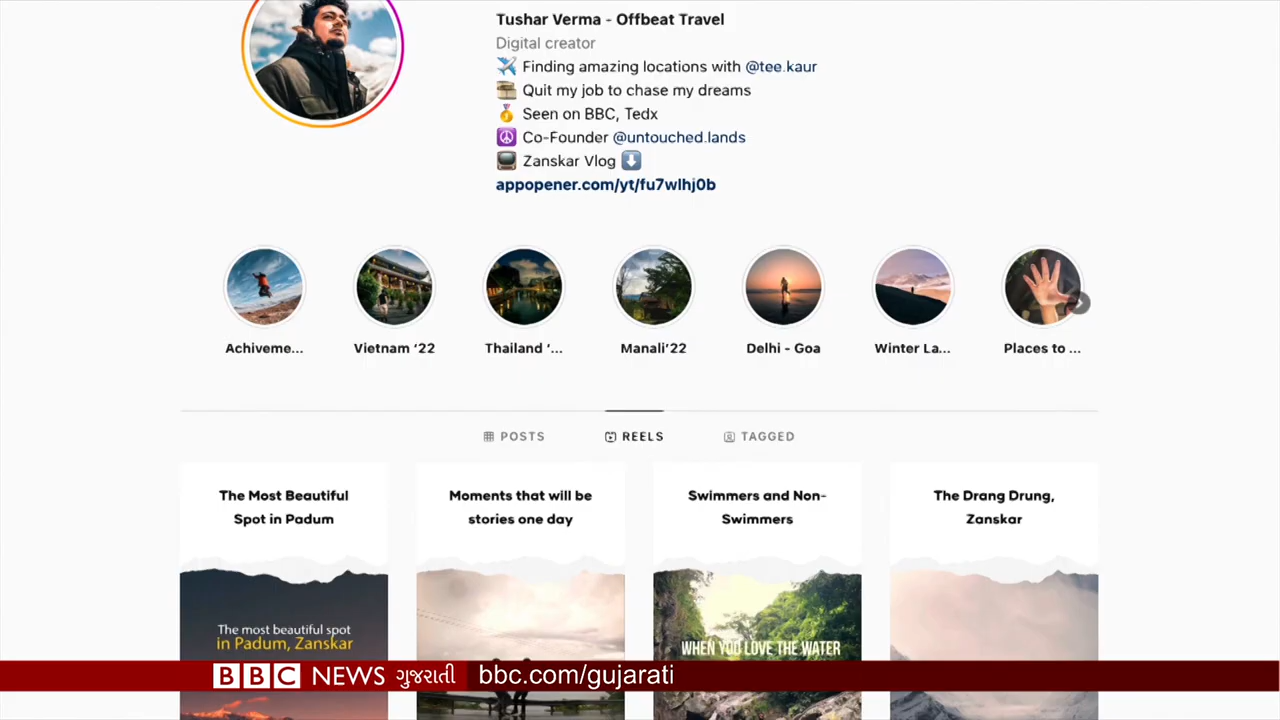 Tushar Verma - Offbeat Travel
Digital creator
Finding amazing locations with @tee.kaur
Quit my job to chase my dreams
Seen on BBC, Tedx
Co-Founder @untouched.lands
Zanskar Vlog
appopener.com/yt/fu7wlhj0b
Achiveme...
Vietnam ‘22
Thailand ‘...
Manali’22
Delhi - Goa
Winter La...
Places to ...
POSTS
REELS
TAGGED
The Most Beautiful
Spot in Padum
Moments that will be
stories one day
Swimmers and Non-
Swimmers
The Drang Drung,
Zanskar
The most beautiful spot
in Padum, Zanskar
WHEN YOU LOVE THE WATER
BBC NEWS ગુજરાતી
bbc.com/gujarati